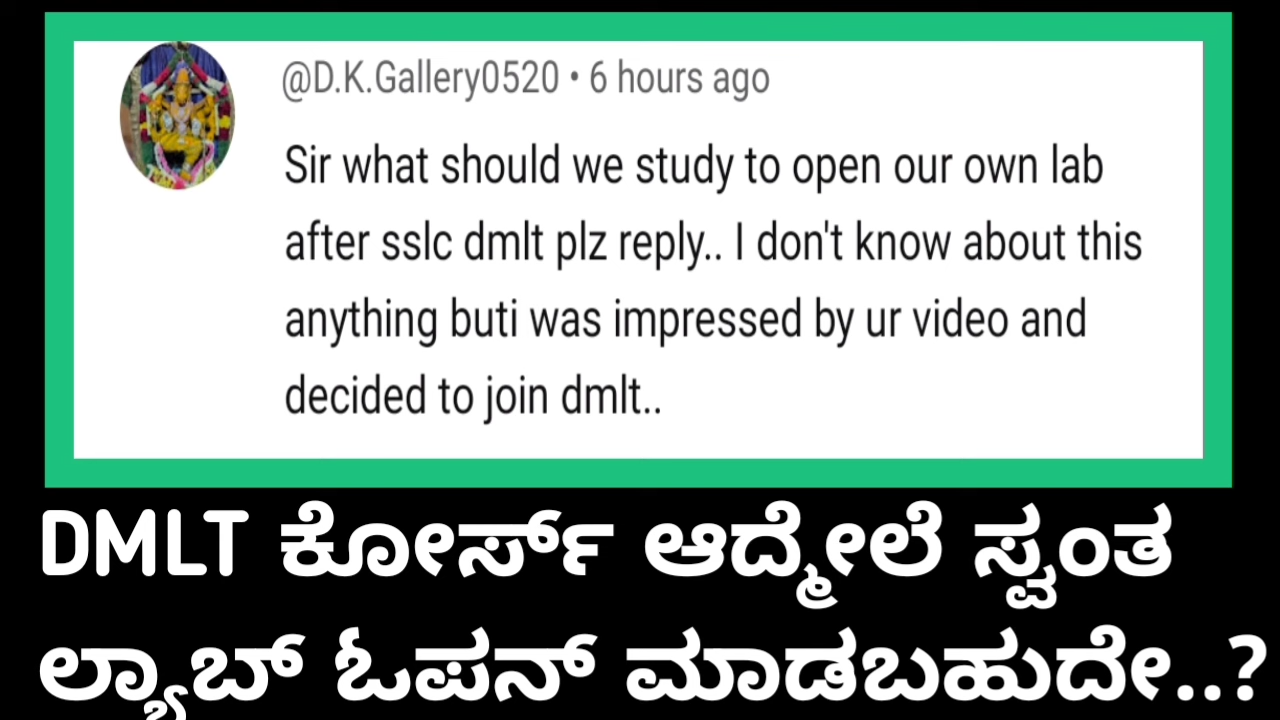 @D.K.Gallery0520 • 6 hours ago
Sir what should we study to open our own lab
after sslc dmlt plz reply.. I don't know about this
anything buti was impressed by ur video and
decided to join dmlt..
DMLT ಕೋರ್ಸ್ ಆದ್ಮೇಲೆ ಸ್ವಂತ
ಲ್ಯಾಬ್ ಓಪನ್ ಮಾಡಬಹುದೇ..?